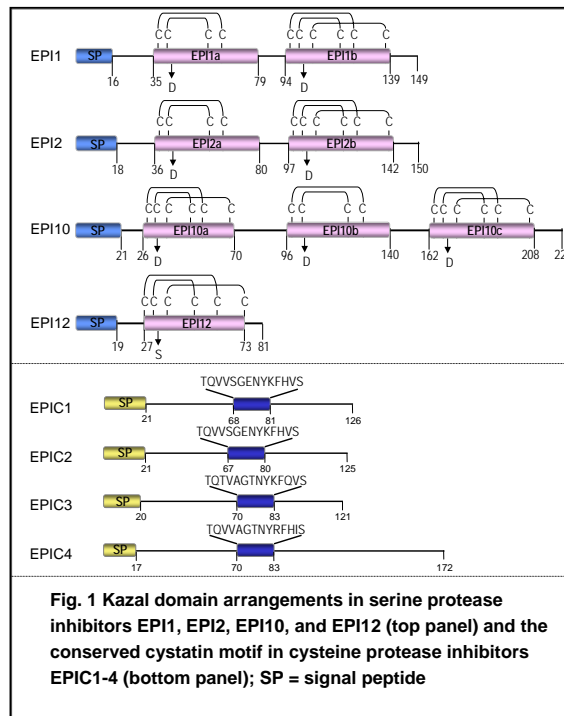 C C C C C C C C C C
EPI1 SP EPI1a EPI1b
16 35 D 79 94 D 139 149
C C C C C C C C C C
EPI2 SP EPI2a EPI2b
18 36 D 80 97 D 142 150
C C C C C C C C C C C C C C C C
EPI10 SP EPI10a EPI10b EPI10c
21 26 D 70 96 D 140 162 D 208 22
C C C C C C
EPI12 SP EPI12
19 27 S 73 81
TQVVSGENYKFHVS
EPIC1 SP
21 68 81 126
TQVVSGENYKFHVS
EPIC2 SP
21 67 80 125
TQTVAGTNYKFQVS
EPIC3 SP
20 70 83 121
TQVVAGTNYRFHIS
EPIC4 SP
17 70 83 172
Fig. 1 Kazal domain arrangements in serine protease
inhibitors EPI1, EPI2, EPI10, and EPI12 (top panel) and the
conserved cystatin motif in cysteine protease inhibitors
EPIC1-4 (bottom panel); SP = signal peptide